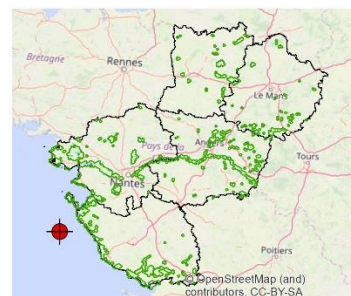 Rennes
Bretagne
Le Mans
Pays de la
Angers
Tours
Nantes
Poitiers
© OpenStreetMap (and)
contributors, CC-BY-SA